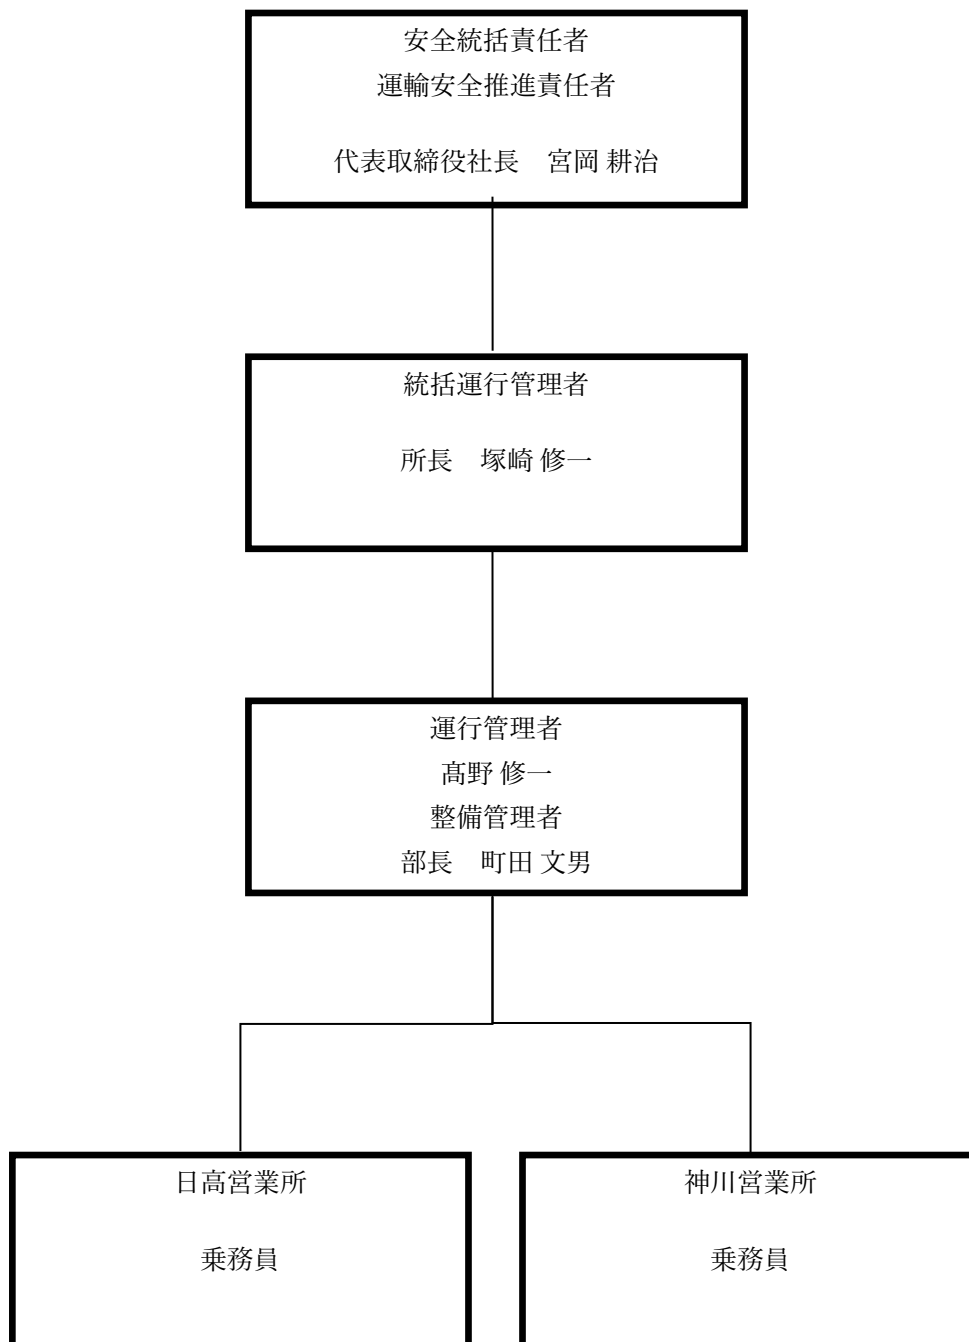 安全統括責任者
運輸安全推進責任者
代表取締役社長　宮岡 耕治
統括運行管理者
所長　塚崎 修一
運行管理者
髙野 修一
整備管理者
部長　町田 文男
日高営業所
乗務員
神川営業所
乗務員